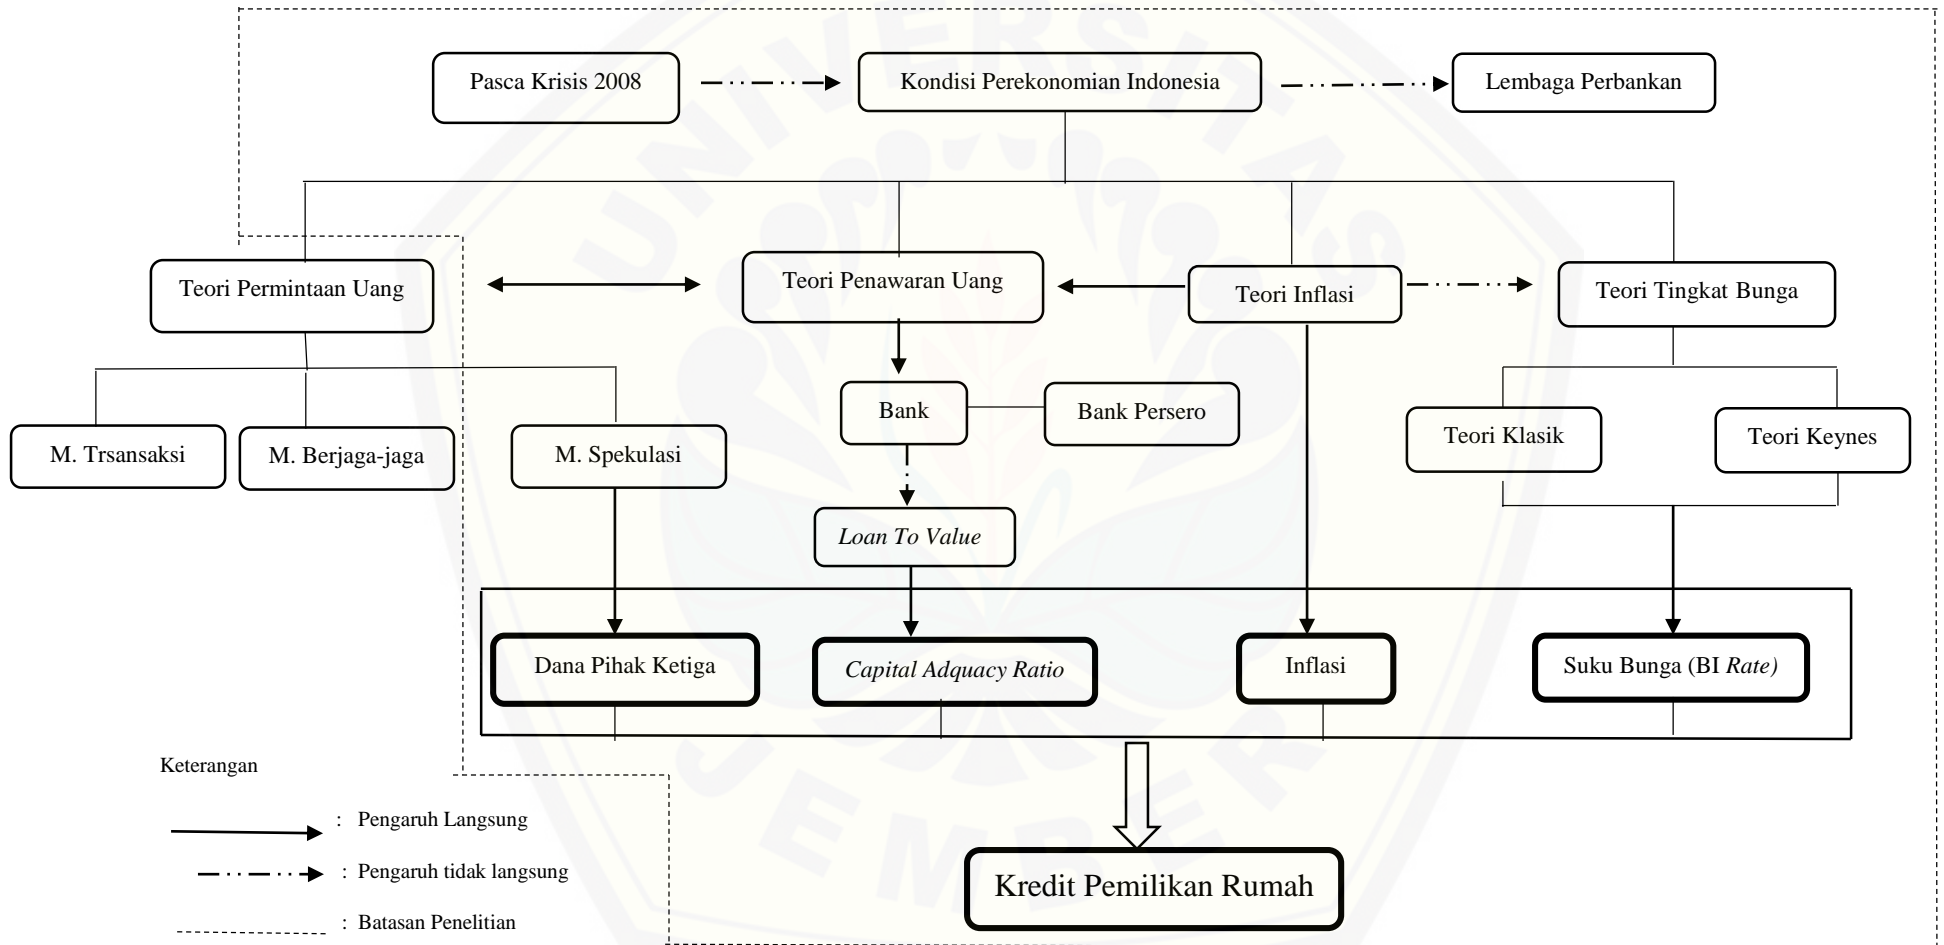 UNIVERSITAS
Pasca Krisis 2008
Kondisi Perekonomian Indonesia
Lembaga Perbankan
Teori Permintaan Uang
Teori Penawaran Uang
Teori Inflasi
Teori Tingkat Bunga
Bank
Bank Persero
Teori Klasik
Teori Keynes
M. Trsansaksi
M. Berjaga-jaga
M. Spekulasi
Loan To Value
Dana Pihak Ketiga
Capital Adquacy Ratio
Inflasi
Suku Bunga (BI Rate)
Keterangan
: Pengaruh Langsung
: Pengaruh tidak langsung
: Batasan Penelitian
Kredit Pemilikan Rumah
JEMBER